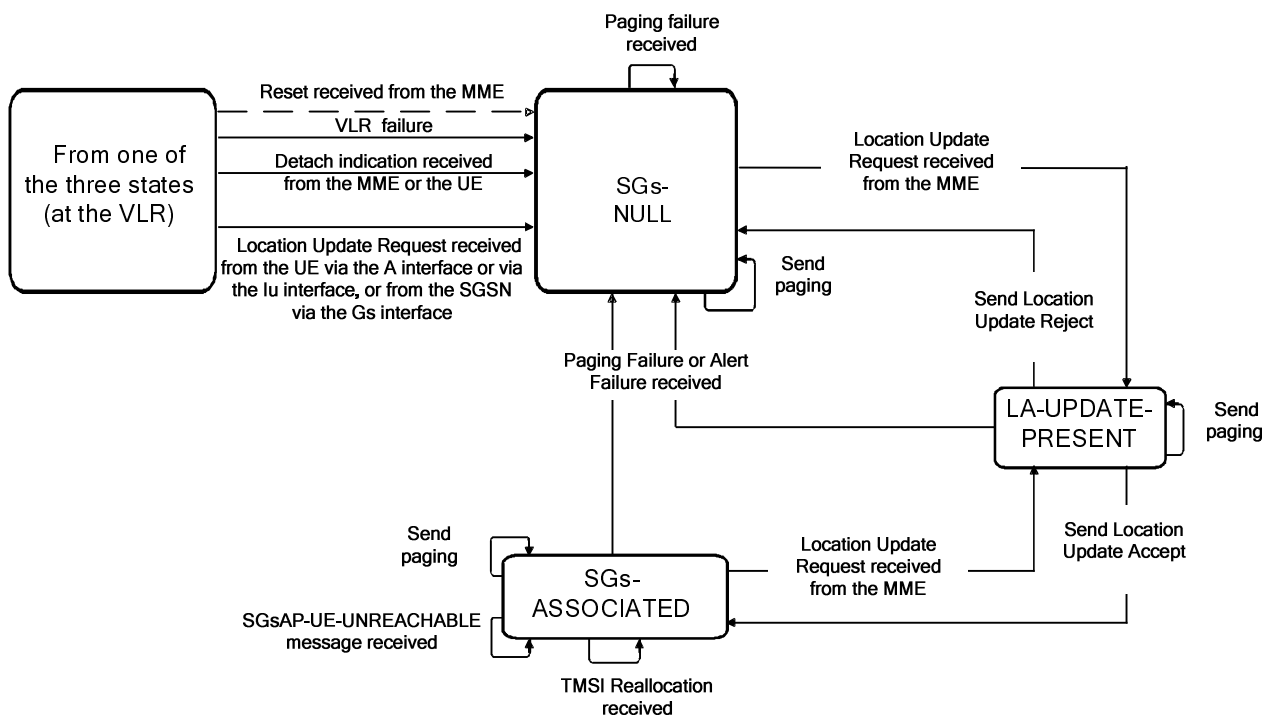 Paging failure
received
Reset received from the MME
VLR failure
Detach indication received
from the MME or the UE
From one of
the three states
(at the VLR)
Location Update Request received
from the UE via the A interface or via
the Iu interface, or from the SGSN
via the Gs interface
SGs-
NULL
Location Update
Request received
from the MME
Send
paging
Send Location
Update Reject
Paging Failure or Alert
Failure received
LA-UPDATE-
PRESENT
Send
paging
Send
paging
SGs-
ASSOCIATED
Location Update
Request received
from the MME
Send Location
Update Accept
SGsAP-UE-UNREACHABLE
message received
TMSI Reallocation
received